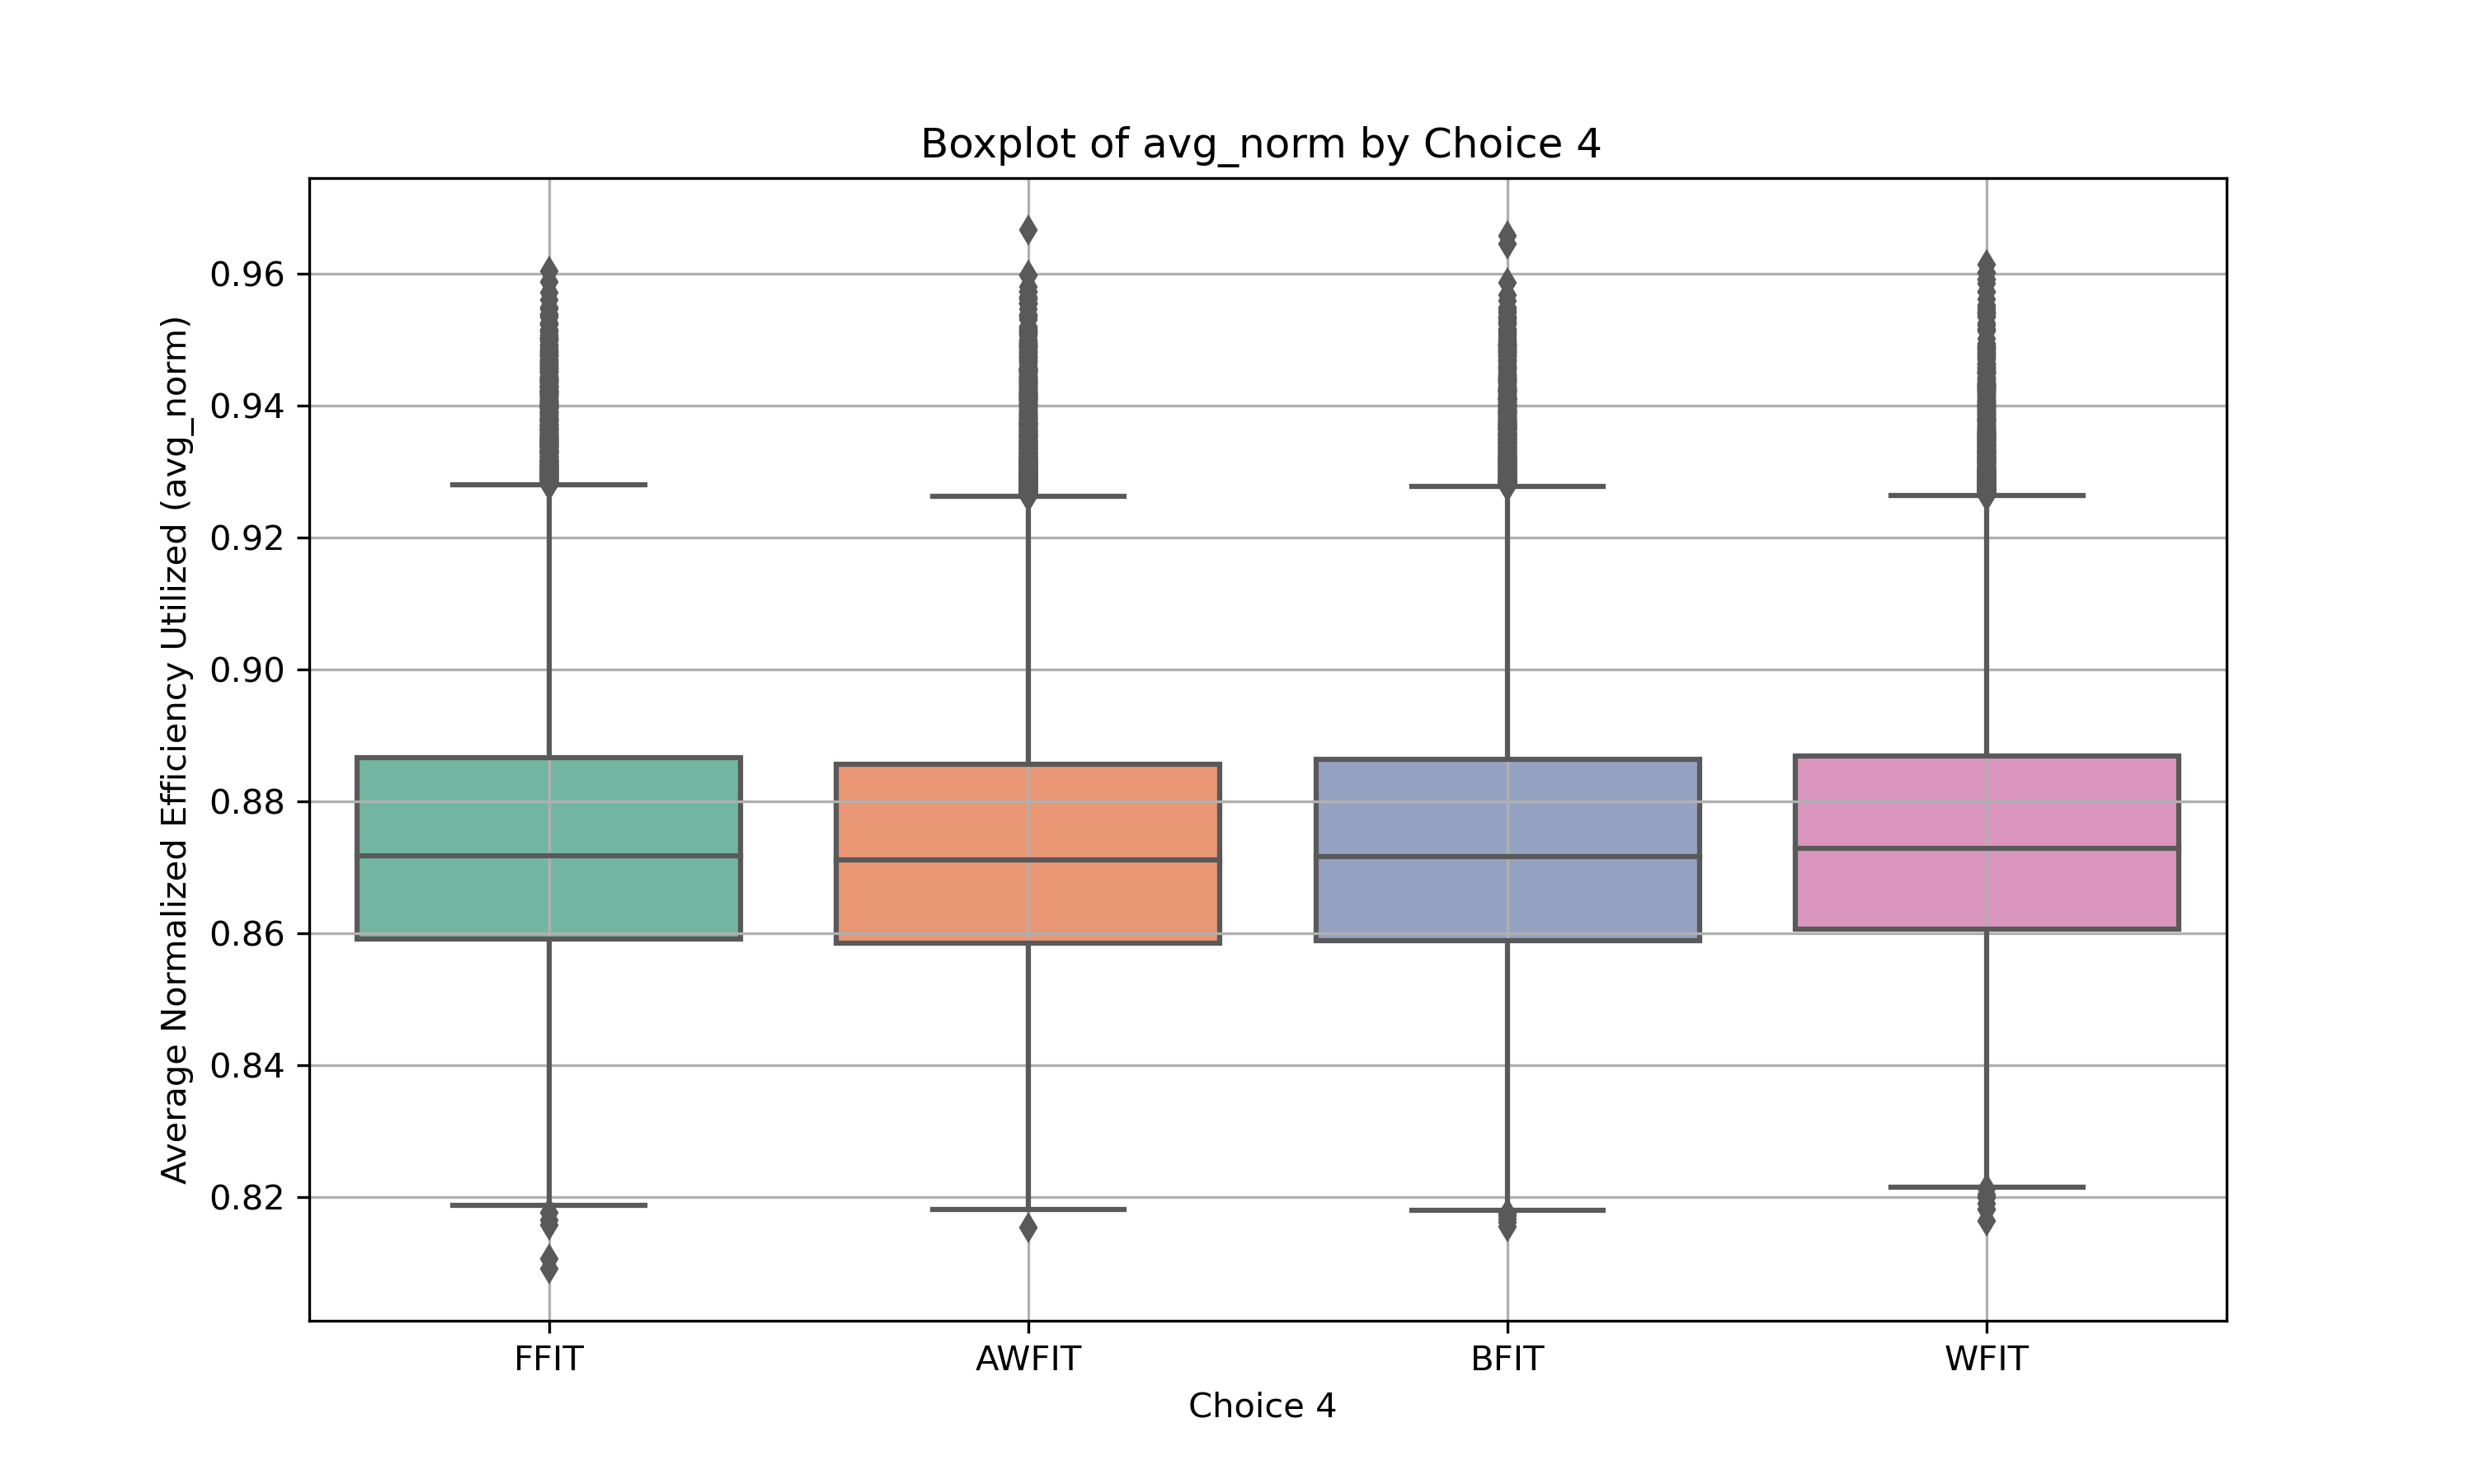 Boxplot of avg_norm by Choice 4
Average Normalized Efficiency Utilized (avg_norm)
0.96
0.94
0.92
0.90
0.88
0.86
0.84
0.82
FFIT AWFIT BFIT WFIT
Choice 4